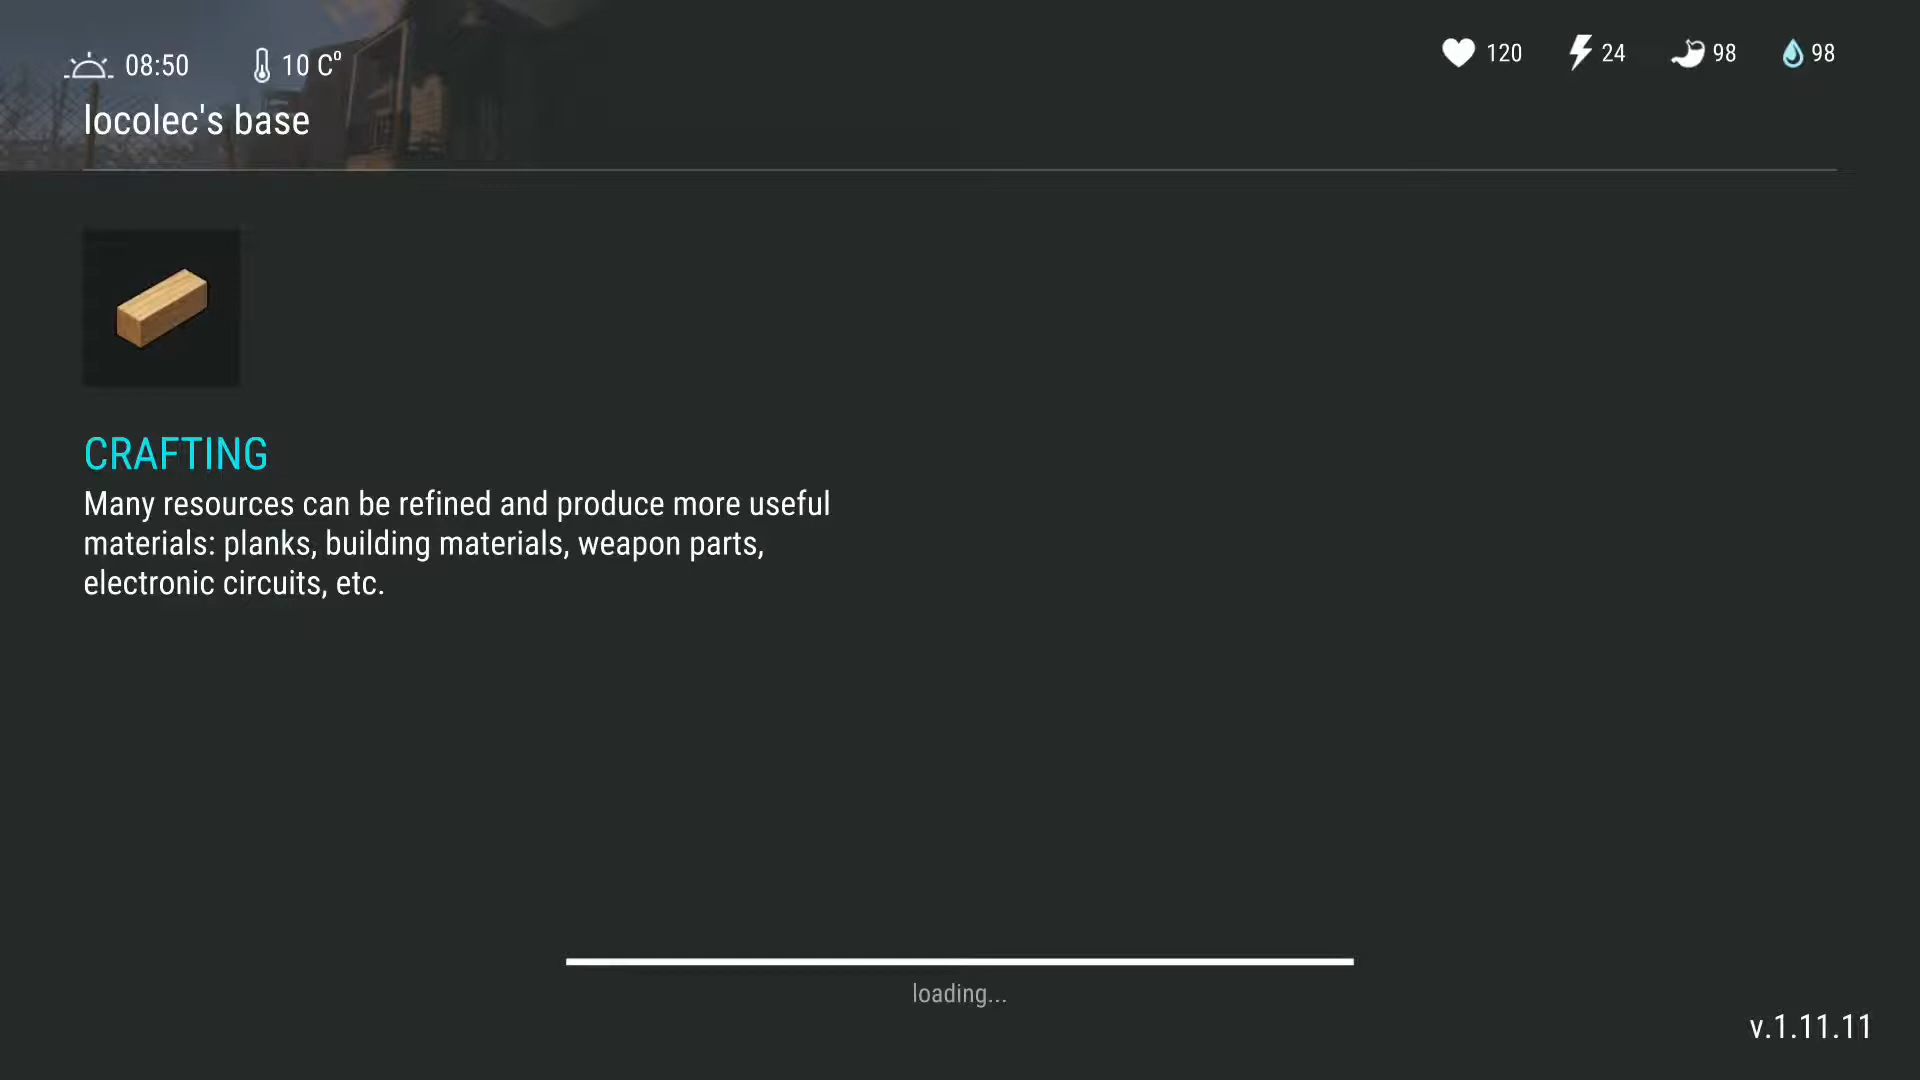 08:50 10 C⁰
120 24 98 98
locolec's base
CRAFTING
Many resources can be refined and produce more useful
materials: planks, building materials, weapon parts,
electronic circuits, etc.
loading...
v.1.11.11